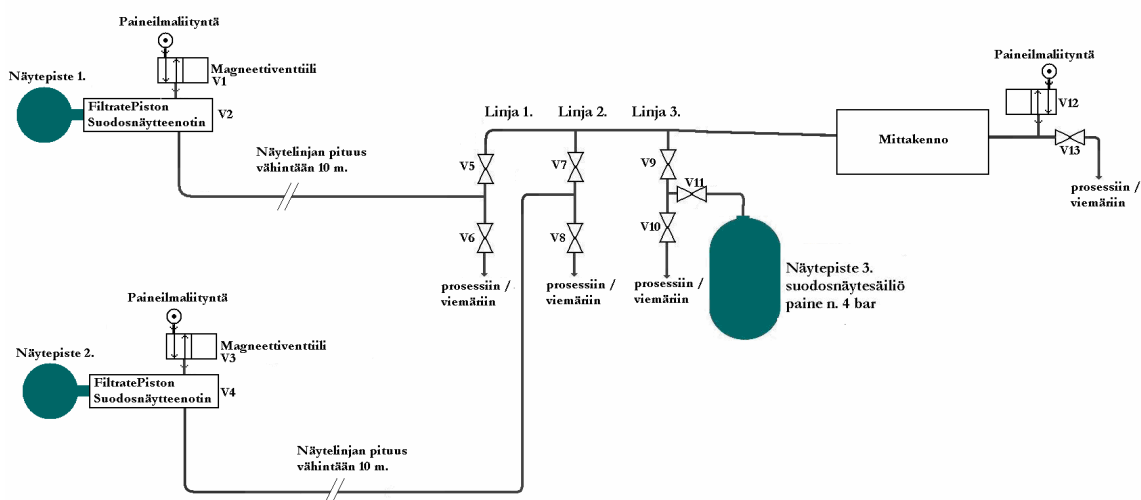 Paineilmaliityntä
Näytepiste 1.
Magneettiventtiili
V1
FiltratePiston
Suodosnäytteenotin
V2
Näytelinjan pituus
vähintään 10 m.
Linja 1.
Linja 2.
Linja 3.
V5
V7
V9
V11
V6
V8
V10
prosessiin /
viemäriin
prosessiin /
viemäriin
prosessiin /
viemäriin
Näytepiste 3.
suodosnäytesäiliö
paine n. 4 bar
Mittakenno
Paineilmaliityntä
V12
V13
prosessiin /
viemäriin
Paineilmaliityntä
Näytepiste 2.
Magneettiventtiili
V3
FiltratePiston
Suodosnäytteenotin
V4
Näytelinjan pituus
vähintään 10 m.